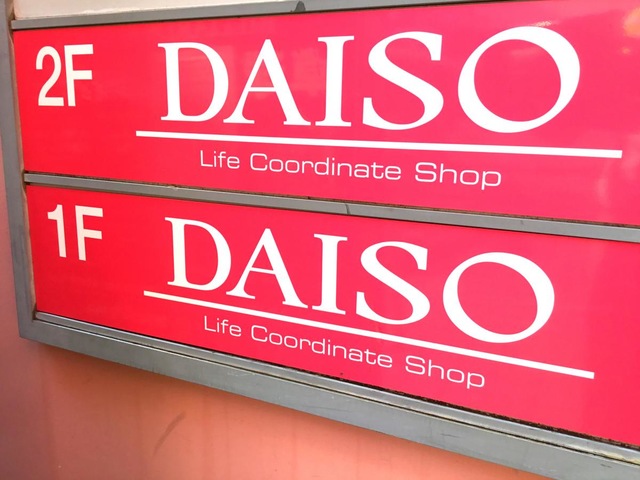 2F DAISO
Life Coordinate Shop
1F DAISO
Life Coordinate Shop